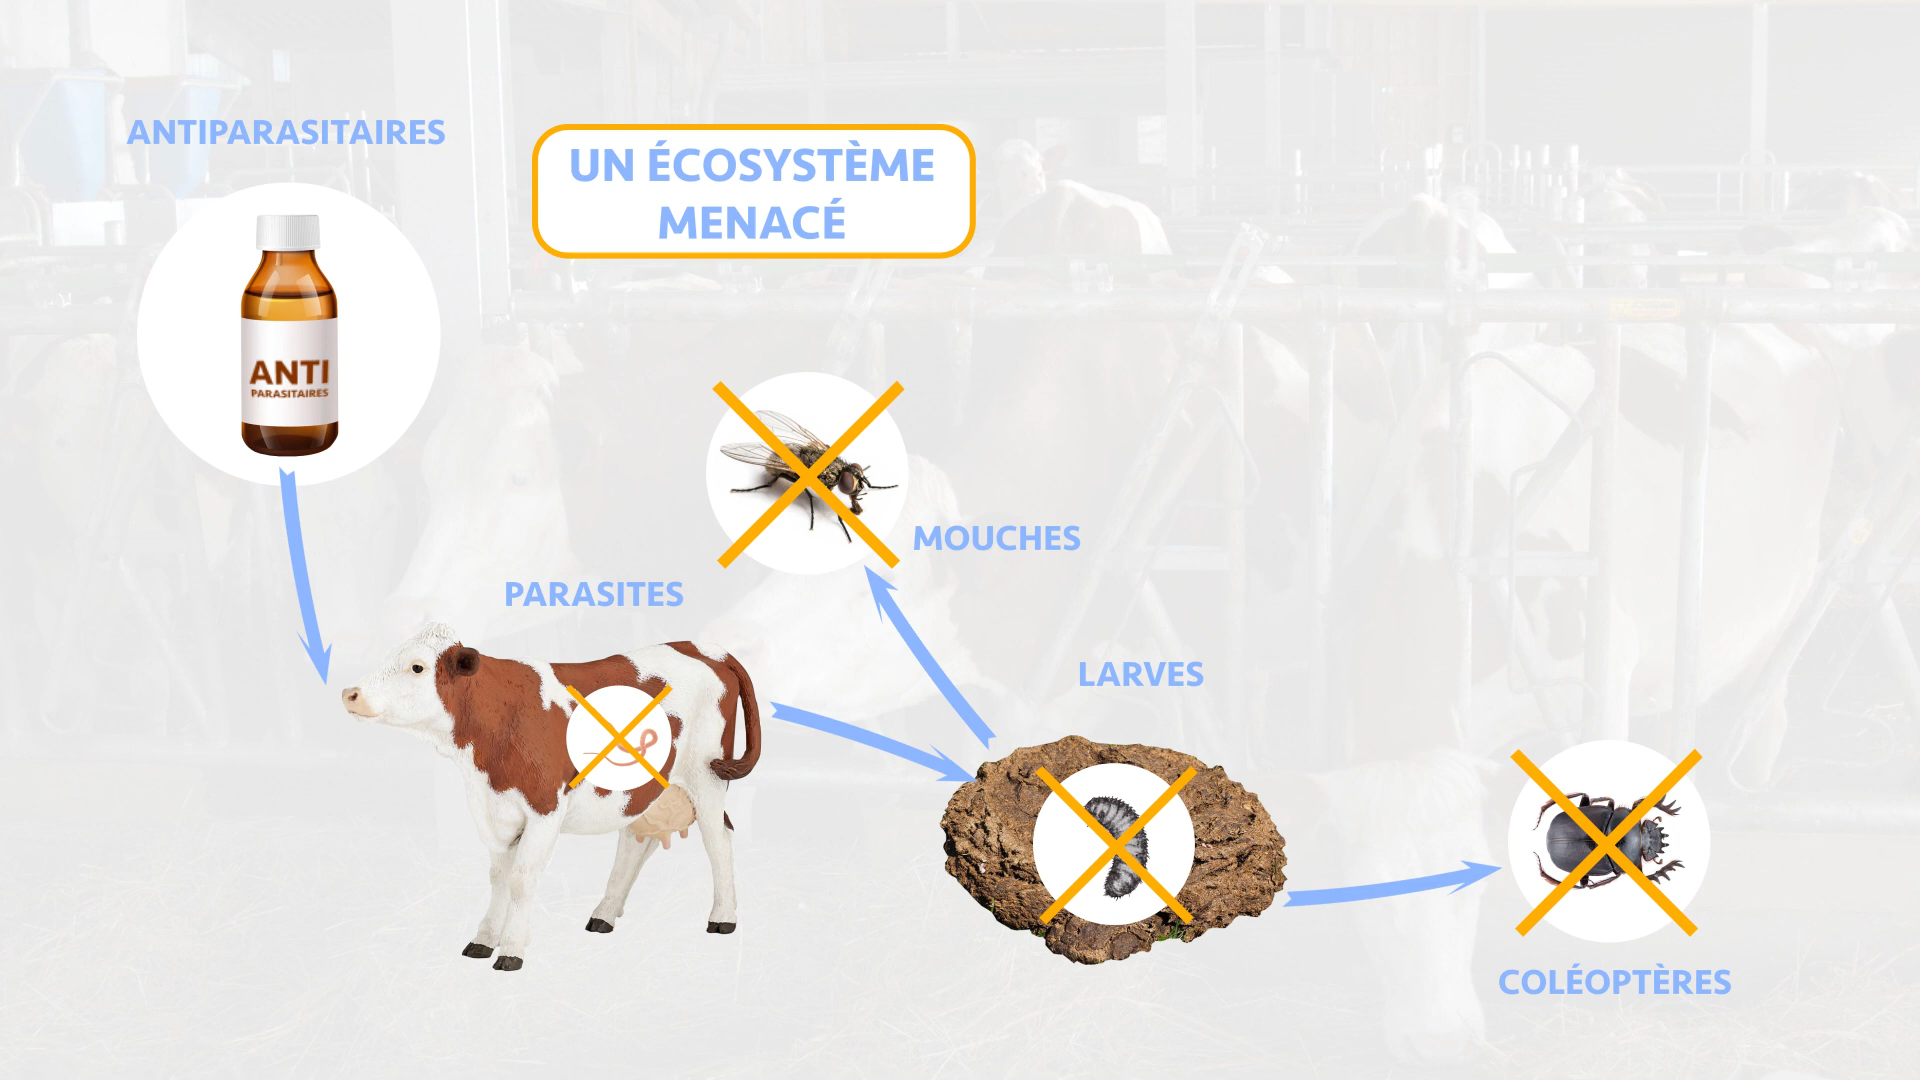 ANTIPARASITAIRES
UN ÉCOSYSTÈME
MENACÉ
ANTI
PARASITAIRES
MOUCHES
PARASITES
LARVES
COLÉOPTÈRES